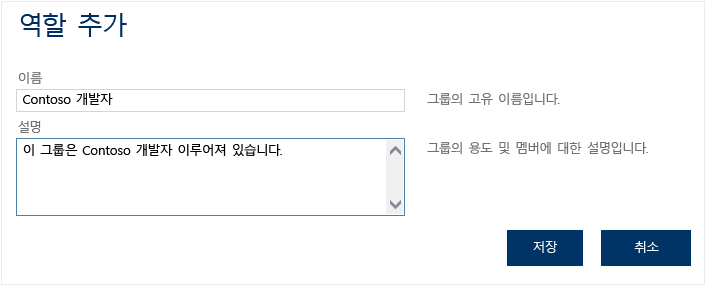 역할 추가
이름
Contoso 개발자
그룹의 고유 이름입니다.
설명
이 그룹은 Contoso 개발자 이루어져 있습니다.
그룹의 용도 및 멤버에 대한 설명입니다.
저장
취소